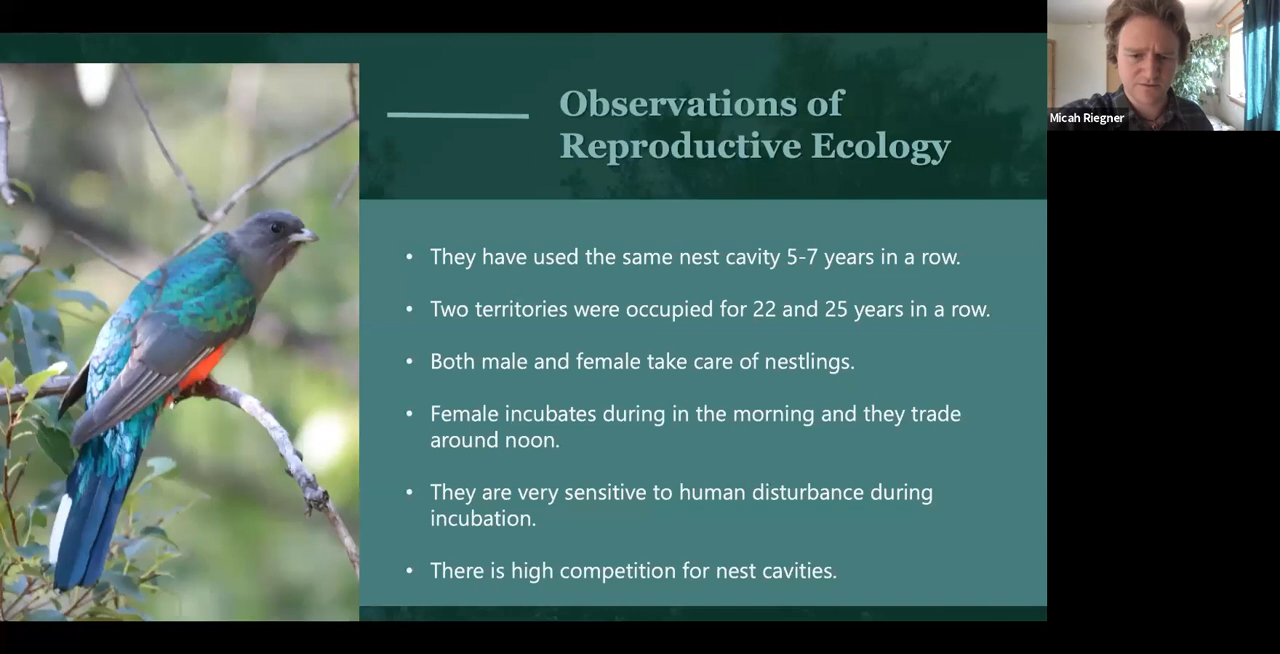 Observations of
Reproductive Ecology
• They have used the same nest cavity 5-7 years in a row.
• Two territories were occupied for 22 and 25 years in a row.
• Both male and female take care of nestlings.
• Female incubates during in the morning and they trade
around noon.
• They are very sensitive to human disturbance during
incubation.
• There is high competition for nest cavities.
Micah Riegner